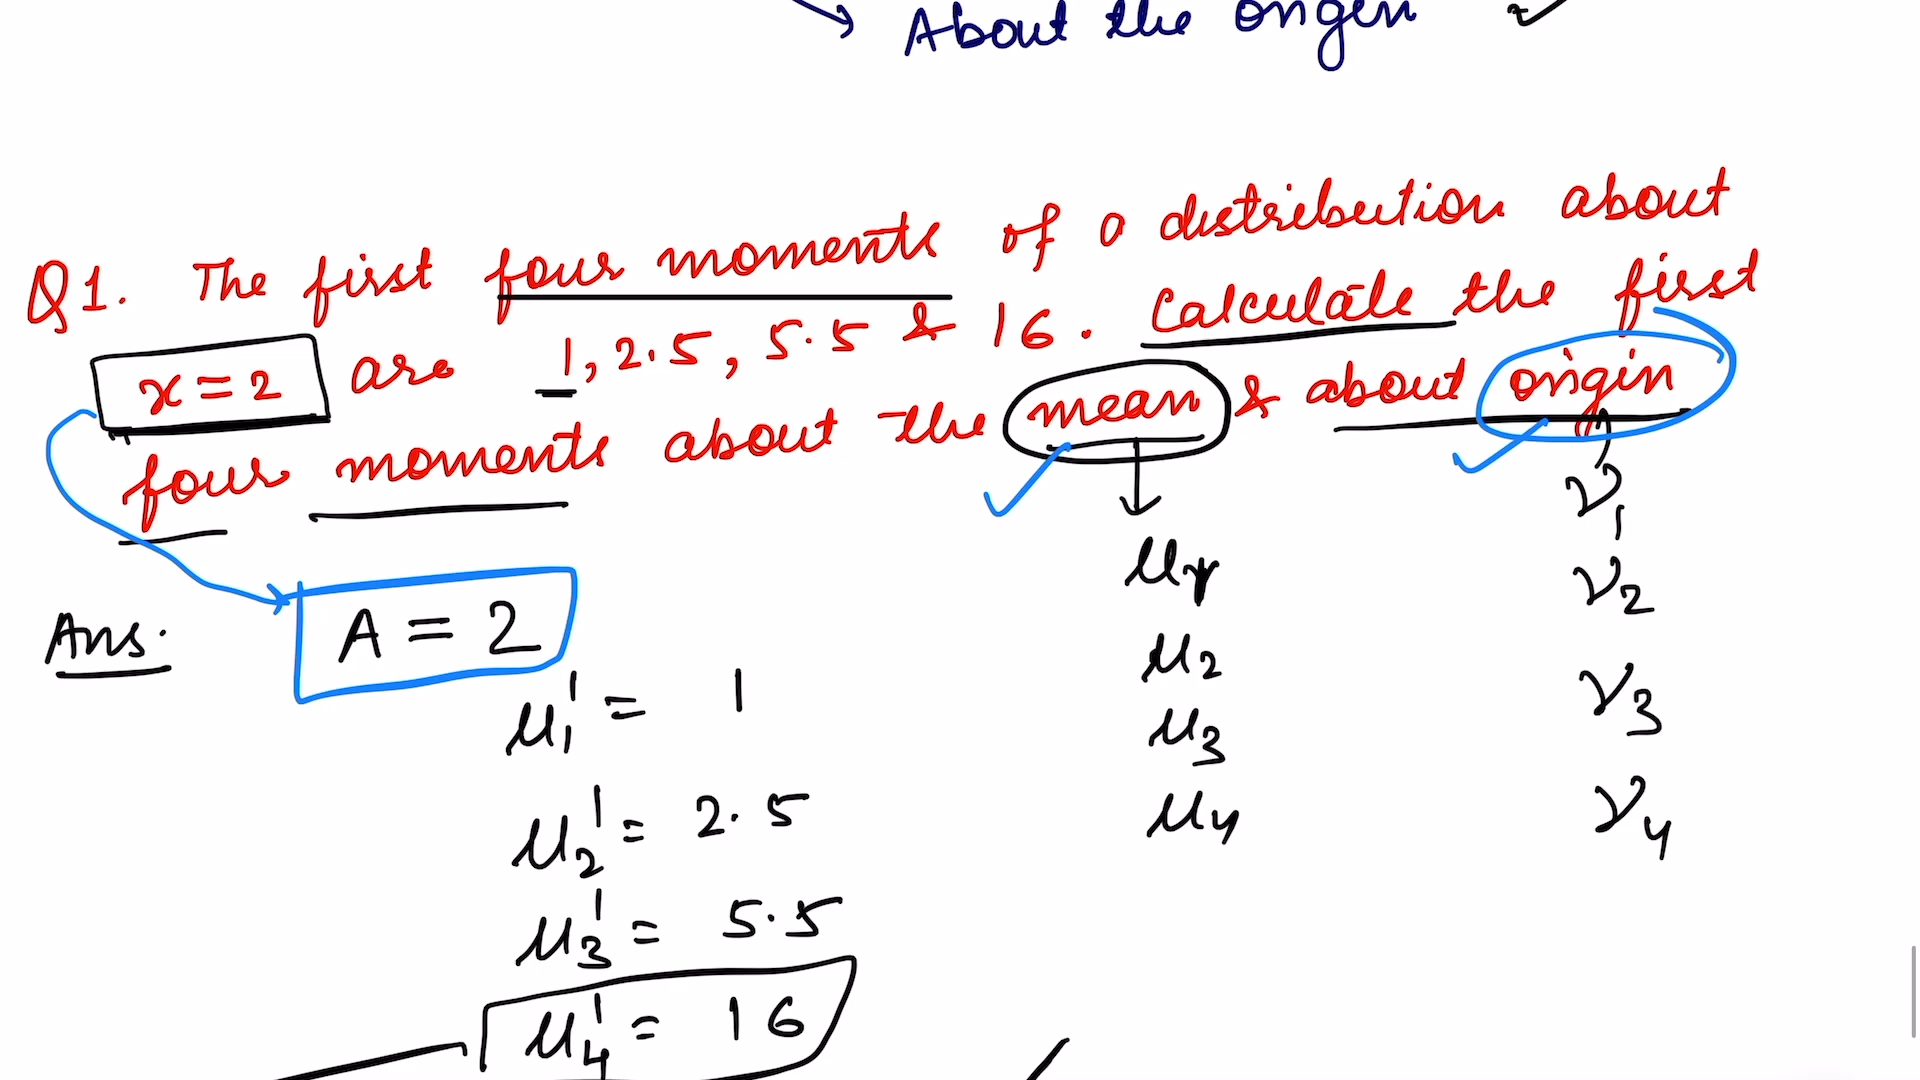 About the origin
Q1. The first four moments of a distribution about
x = 2 are 1, 2.5, 5.5 & 16. Calculate the first
four moments about the mean & about origin
Ans. A = 2
μ₁' = 1
μ₂' = 2.5
μ₃' = 5.5
μ₄' = 16
μ₂
μ₃
μ₄
ν₁
ν₂
ν₃
ν₄